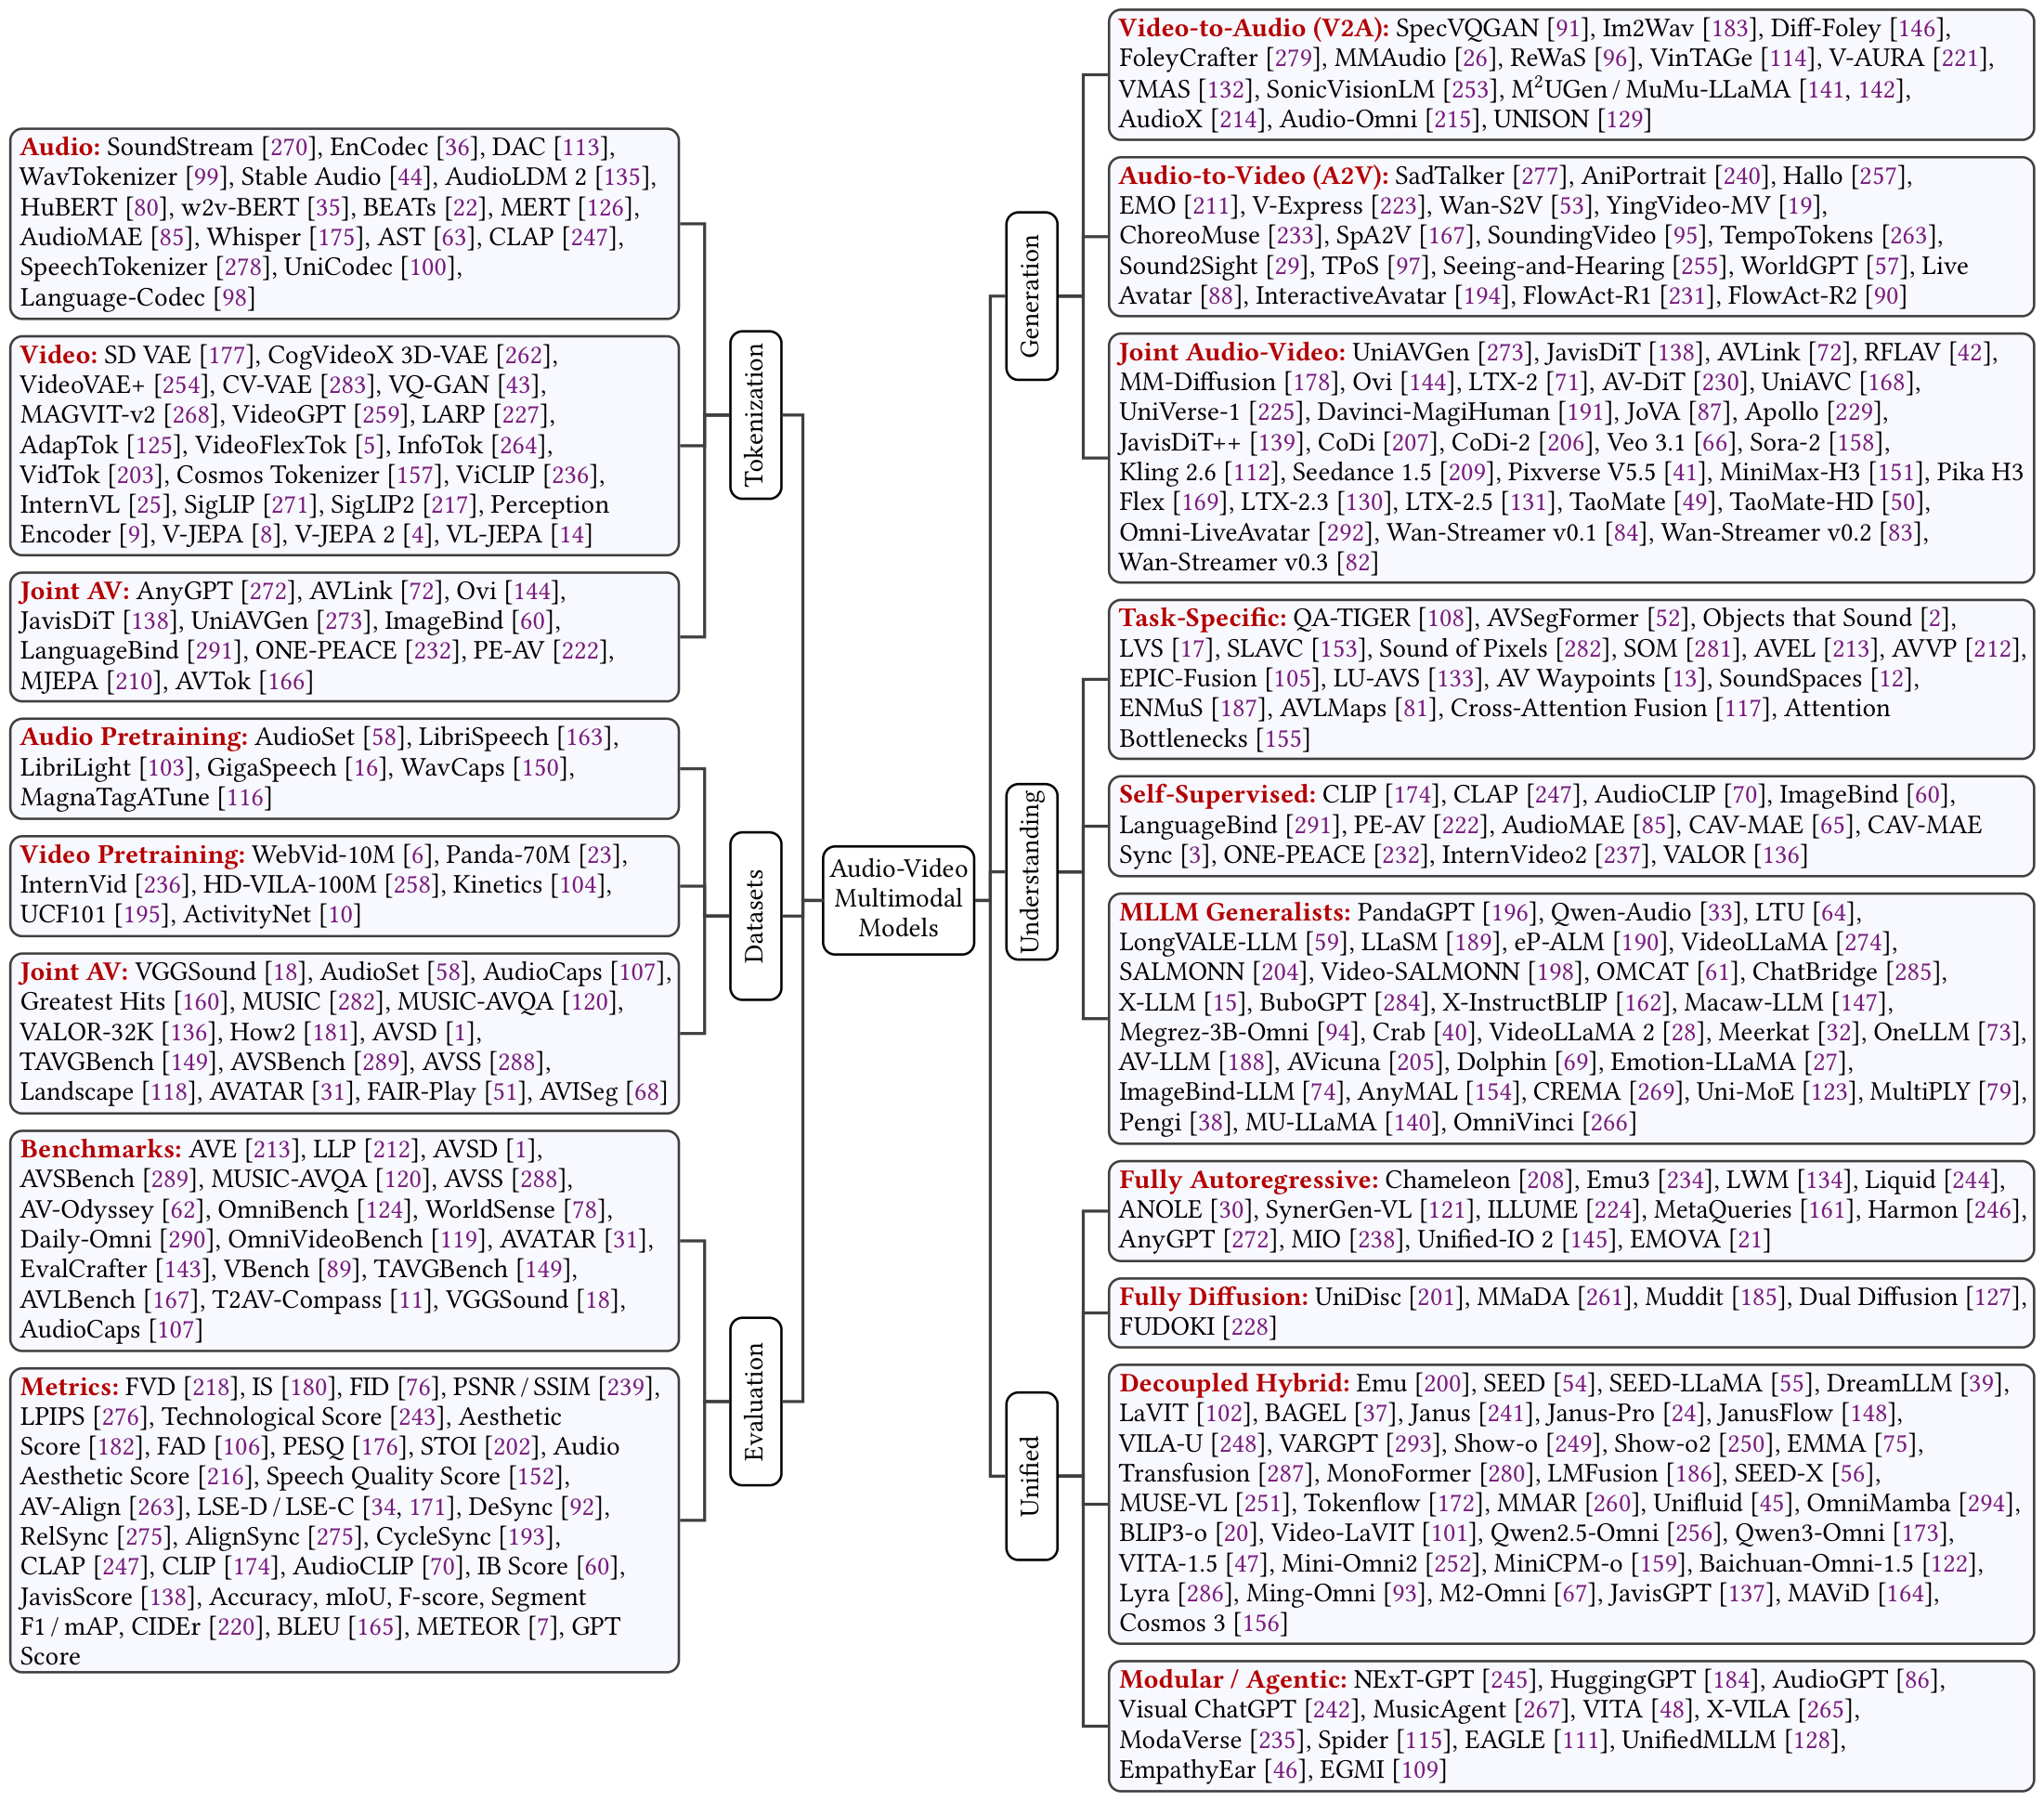 Audio: SoundStream [270], EnCodec [36], DAC [113],
WavTokenizer [99], Stable Audio [44], AudioLDM 2 [135],
HuBERT [80], w2v-BERT [35], BEATs [22], MERT [126],
AudioMAE [85], Whisper [175], AST [63], CLAP [247],
SpeechTokenizer [278], UniCodec [100],
Language-Codec [98]
Video: SD VAE [177], CogVideoX 3D-VAE [262],
VideoVAE+ [254], CV-VAE [283], VQ-GAN [43],
MAGVIT-v2 [268], VideoGPT [259], LARP [227],
AdapTok [125], VideoFlexTok [5], InfoTok [264],
VidTok [203], Cosmos Tokenizer [157], ViCLIP [236],
InternVL [25], SigLIP [271], SigLIP2 [217], Perception
Encoder [9], V-JEPA [8], V-JEPA 2 [4], VL-JEPA [14]
Joint AV: AnyGPT [272], AVLink [72], Ovi [144],
JavisDiT [138], UniAVGen [273], ImageBind [60],
LanguageBind [291], ONE-PEACE [232], PE-AV [222],
MJEPA [210], AVTok [166]
Tokenization
Audio Pretraining: AudioSet [58], LibriSpeech [163],
LibriLight [103], GigaSpeech [16], WavCaps [150],
MagnaTagATune [116]
Video Pretraining: WebVid-10M [6], Panda-70M [23],
InternVid [236], HD-VILA-100M [258], Kinetics [104],
UCF101 [195], ActivityNet [10]
Joint AV: VGGSound [18], AudioSet [58], AudioCaps [107],
Greatest Hits [160], MUSIC [282], MUSIC-AVQA [120],
VALOR-32K [136], How2 [181], AVSD [1],
TAVGBench [149], AVSBench [289], AVSS [288],
Landscape [118], AVATAR [31], FAIR-Play [51], AVISeg [68]
Datasets
Benchmarks: AVE [213], LLP [212], AVSD [1],
AVSBench [289], MUSIC-AVQA [120], AVSS [288],
AV-Odyssey [62], OmniBench [124], WorldSense [78],
Daily-Omni [290], OmniVideoBench [119], AVATAR [31],
EvalCrafter [143], VBench [89], TAVGBench [149],
AVLBench [167], T2AV-Compass [11], VGGSound [18],
AudioCaps [107]
Metrics: FVD [218], IS [180], FID [76], PSNR / SSIM [239],
LPIPS [276], Technological Score [243], Aesthetic
Score [182], FAD [106], PESQ [176], STOI [202], Audio
Aesthetic Score [216], Speech Quality Score [152],
AV-Align [263], LSE-D / LSE-C [34, 171], DeSync [92],
RelSync [275], AlignSync [275], CycleSync [193],
CLAP [247], CLIP [174], AudioCLIP [70], IB Score [60],
JavisScore [138], Accuracy, mIoU, F-score, Segment
F1 / mAP, CIDEr [220], BLEU [165], METEOR [7], GPT
Score
Evaluation
Audio-Video
Multimodal
Models
Generation
Video-to-Audio (V2A): SpecVQGAN [91], Im2Wav [183], Diff-Foley [146],
FoleyCrafter [279], MMAudio [26], ReWaS [96], VinTAGe [114], V-AURA [221],
VMAS [132], SonicVisionLM [253], M²UGen / MuMu-LLaMA [141, 142],
AudioX [214], Audio-Omni [215], UNISON [129]
Audio-to-Video (A2V): SadTalker [277], AniPortrait [240], Hallo [257],
EMO [211], V-Express [223], Wan-S2V [53], YingVideo-MV [19],
ChoreoMuse [233], SpA2V [167], SoundingVideo [95], TempoTokens [263],
Sound2Sight [29], TPoS [97], Seeing-and-Hearing [255], WorldGPT [57], Live
Avatar [88], InteractiveAvatar [194], FlowAct-R1 [231], FlowAct-R2 [90]
Joint Audio-Video: UniAVGen [273], JavisDiT [138], AVLink [72], RFLAV [42],
MM-Diffusion [178], Ovi [144], LTX-2 [71], AV-DiT [230], UniAVC [168],
UniVerse-1 [225], Davinci-MagiHuman [191], JoVA [87], Apollo [229],
JavisDiT++ [139], CoDi [207], CoDi-2 [206], Veo 3.1 [66], Sora-2 [158],
Kling 2.6 [112], Seedance 1.5 [209], Pixverse V5.5 [41], MiniMax-H3 [151], Pika H3
Flex [169], LTX-2.3 [130], LTX-2.5 [131], TaoMate [49], TaoMate-HD [50],
Omni-LiveAvatar [292], Wan-Streamer v0.1 [84], Wan-Streamer v0.2 [83],
Wan-Streamer v0.3 [82]
Understanding
Task-Specific: QA-TIGER [108], AVSegFormer [52], Objects that Sound [2],
LVS [17], SLAVC [153], Sound of Pixels [282], SOM [281], AVEL [213], AVVP [212],
EPIC-Fusion [105], LU-AVS [133], AV Waypoints [13], SoundSpaces [12],
ENMuS [187], AVLMaps [81], Cross-Attention Fusion [117], Attention
Bottlenecks [155]
Self-Supervised: CLIP [174], CLAP [247], AudioCLIP [70], ImageBind [60],
LanguageBind [291], PE-AV [222], AudioMAE [85], CAV-MAE [65], CAV-MAE
Sync [3], ONE-PEACE [232], InternVideo2 [237], VALOR [136]
MLLM Generalists: PandaGPT [196], Qwen-Audio [33], LTU [64],
LongVALE-LLM [59], LLaSM [189], eP-ALM [190], VideoLLaMA [274],
SALMONN [204], Video-SALMONN [198], OMCAT [61], ChatBridge [285],
X-LLM [15], BuboGPT [284], X-InstructBLIP [162], Macaw-LLM [147],
Megrez-3B-Omni [94], Crab [40], VideoLLaMA 2 [28], Meerkat [32], OneLLM [73],
AV-LLM [188], AVicuna [205], Dolphin [69], Emotion-LLaMA [27],
ImageBind-LLM [74], AnyMAL [154], CREMA [269], Uni-MoE [123], MultiPLY [79],
Pengi [38], MU-LLaMA [140], OmniVinci [266]
Unified
Fully Autoregressive: Chameleon [208], Emu3 [234], LWM [134], Liquid [244],
ANOLE [30], SynerGen-VL [121], ILLUME [224], MetaQueries [161], Harmon [246],
AnyGPT [272], MIO [238], Unified-IO 2 [145], EMOVA [21]
Fully Diffusion: UniDisc [201], MMaDA [261], Muddit [185], Dual Diffusion [127],
FUDOKI [228]
Decoupled Hybrid: Emu [200], SEED [54], SEED-LLaMA [55], DreamLLM [39],
LaVIT [102], BAGEL [37], Janus [241], Janus-Pro [24], JanusFlow [148],
VILA-U [248], VARGPT [293], Show-o [249], Show-o2 [250], EMMA [75],
Transfusion [287], MonoFormer [280], LMFusion [186], SEED-X [56],
MUSE-VL [251], Tokenflow [172], MMAR [260], Unifluid [45], OmniMamba [294],
BLIP3-o [20], Video-LaVIT [101], Qwen2.5-Omni [256], Qwen3-Omni [173],
VITA-1.5 [47], Mini-Omni2 [252], MiniCPM-o [159], Baichuan-Omni-1.5 [122],
Lyra [286], Ming-Omni [93], M2-Omni [67], JavisGPT [137], MAViD [164],
Cosmos 3 [156]
Modular / Agentic: NExT-GPT [245], HuggingGPT [184], AudioGPT [86],
Visual ChatGPT [242], MusicAgent [267], VITA [48], X-VILA [265],
ModaVerse [235], Spider [115], EAGLE [111], UnifiedMLLM [128],
EmpathyEar [46], EGMI [109]